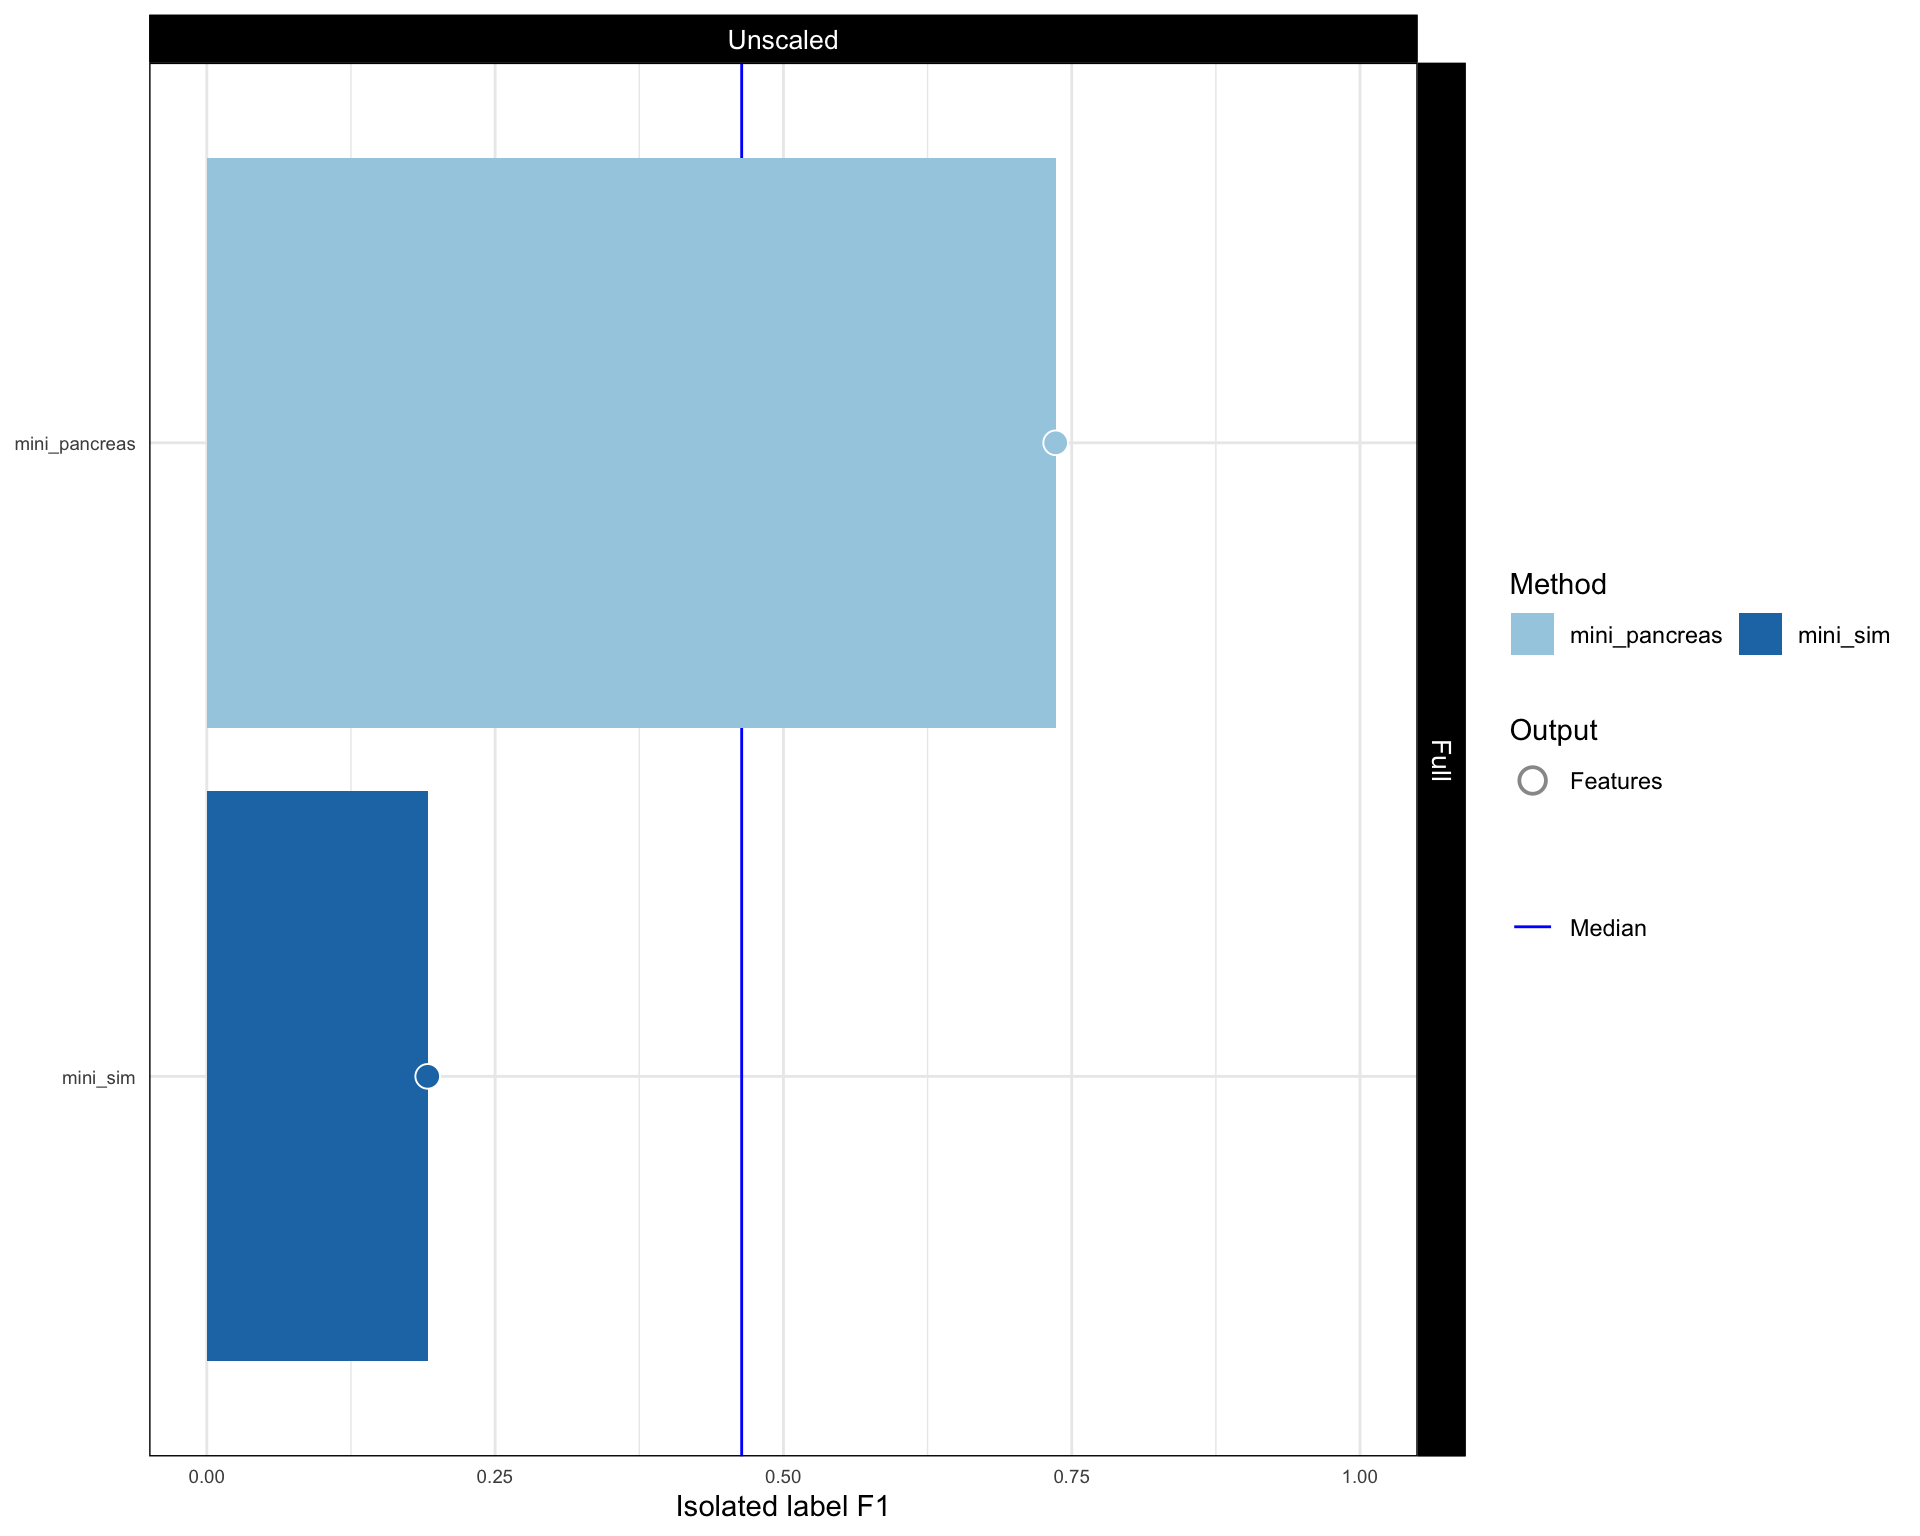 Unscaled
mini_pancreas
mini_sim
Full
0.00 0.25 0.50 0.75 1.00
Isolated label F1
Method
mini_pancreas mini_sim
Output
Features
Median